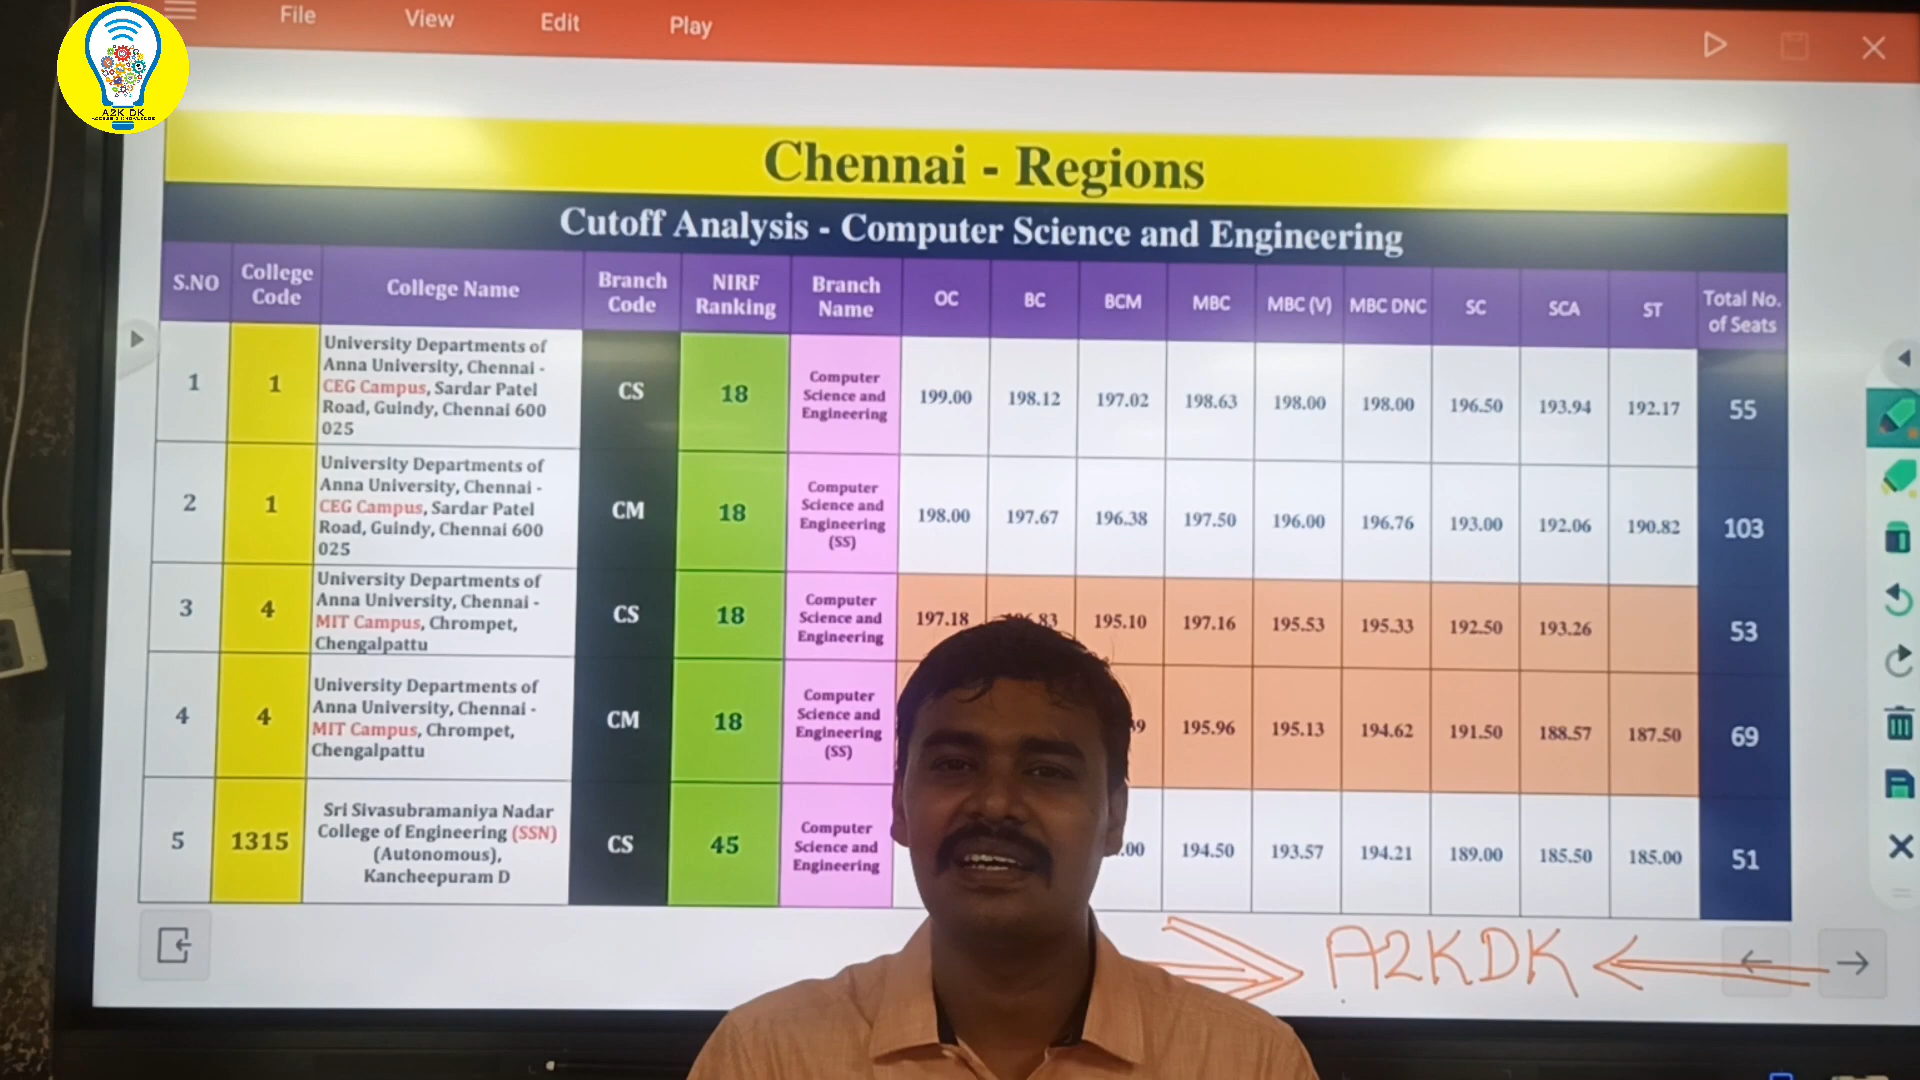 File View Edit Play
A2K DK
Chennai - Regions
Cutoff Analysis - Computer Science and Engineering
S.NO
College
Code
College Name
Branch
Code
NIRF
Ranking
Branch
Name
OC
BC
BCM
MBC
MBC (V)
MBC DNC
SC
SCA
ST
Total No.
of Seats
1
1
University Departments of
Anna University, Chennai -
CEG Campus, Sardar Patel
Road, Guindy, Chennai 600
025
CS
18
Computer
Science and
Engineering
199.00
198.12
197.02
198.63
198.00
198.00
196.50
193.94
192.17
55
2
1
University Departments of
Anna University, Chennai -
CEG Campus, Sardar Patel
Road, Guindy, Chennai 600
025
CM
18
Computer
Science and
Engineering
(SS)
198.00
197.67
196.38
197.50
196.00
196.76
193.00
192.06
190.82
103
3
4
University Departments of
Anna University, Chennai -
MIT Campus, Chrompet,
Chengalpattu
CS
18
Computer
Science and
Engineering
197.18
195.10
197.16
195.53
195.33
192.50
193.26
53
4
4
University Departments of
Anna University, Chennai -
MIT Campus, Chrompet,
Chengalpattu
CM
18
Computer
Science and
Engineering
(SS)
195.96
195.13
194.62
191.50
188.57
187.50
69
5
1315
Sri Sivasubramaniya Nadar
College of Engineering (SSN)
(Autonomous),
Kancheepuram D
CS
45
Computer
Science and
Engineering
.00
194.50
193.57
194.21
189.00
185.50
185.00
51
A2KDK